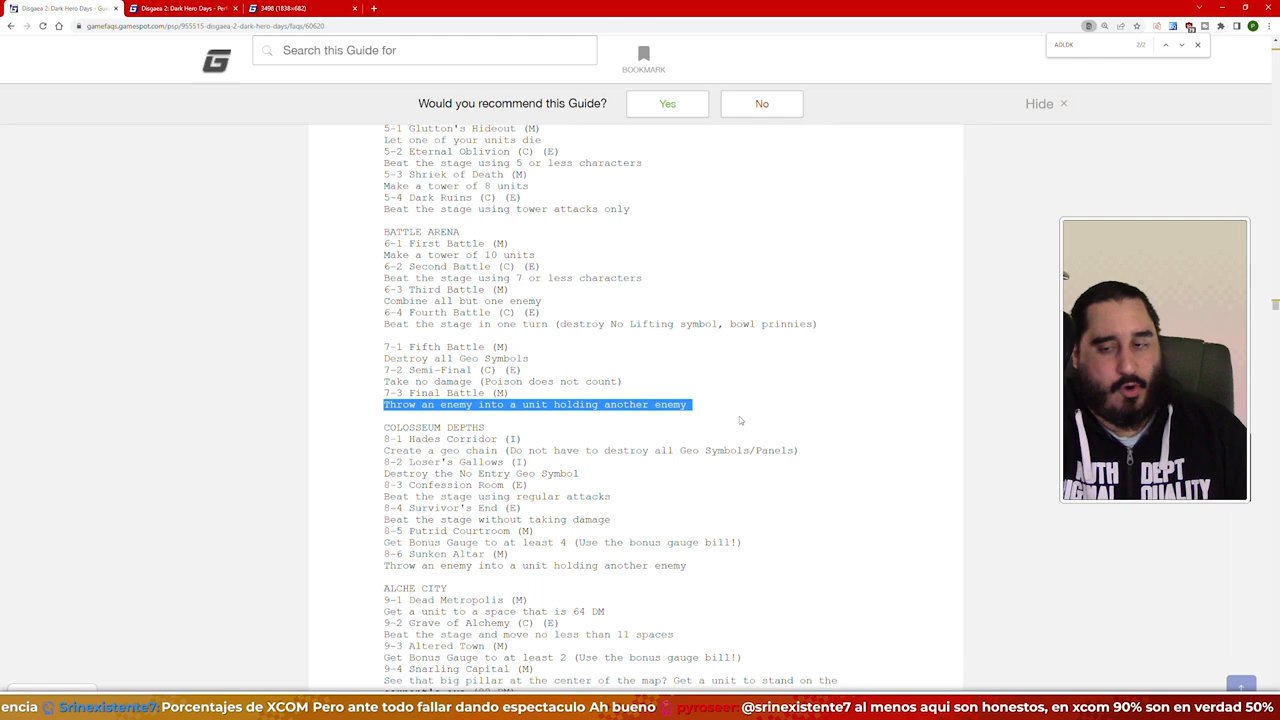 Disgaea 2: Dark Hero Days - Gui
Disgaea 2: Dark Hero Days - Per
3498 (1838×682)
gamefaqs.gamespot.com/psp/955515-disgaea-2-dark-hero-days/faqs/60620
ADLDK
2/2
Search this Guide for
BOOKMARK
Would you recommend this Guide?
Yes
No
Hide ×
5-1 Glutton's Hideout (M)
Let one of your units die
5-2 Eternal Oblivion (C) (E)
Beat the stage using 5 or less characters
5-3 Shriek of Death (M)
Make a tower of 8 units
5-4 Dark Ruins (C) (E)
Beat the stage using tower attacks only
BATTLE ARENA
6-1 First Battle (M)
Make a tower of 10 units
6-2 Second Battle (C) (E)
Beat the stage using 7 or less characters
6-3 Third Battle (M)
Combine all but one enemy
6-4 Fourth Battle (C) (E)
Beat the stage in one turn (destroy No Lifting symbol, bowl prinnies)
7-1 Fifth Battle (M)
Destroy all Geo Symbols
7-2 Semi-Final (C) (E)
Take no damage (Poison does not count)
7-3 Final Battle (M)
Throw an enemy into a unit holding another enemy
COLOSSEUM DEPTHS
8-1 Hades Corridor (I)
Create a geo chain (Do not have to destroy all Geo Symbols/Panels)
8-2 Loser's Gallows (I)
Destroy the No Entry Geo Symbol
8-3 Confession Room (E)
Beat the stage using regular attacks
8-4 Survivor's End (E)
Beat the stage without taking damage
8-5 Putrid Courtroom (M)
Get Bonus Gauge to at least 4 (Use the bonus gauge bill!)
8-6 Sunken Altar (M)
Throw an enemy into a unit holding another enemy
ALCHE CITY
9-1 Dead Metropolis (M)
Get a unit to a space that is 64 DM
9-2 Grave of Alchemy (C) (E)
Beat the stage and move no less than 11 spaces
9-3 Altered Town (M)
Get Bonus Gauge to at least 2 (Use the bonus gauge bill!)
9-4 Snarling Capital (M)
See that big pillar at the center of the map? Get a unit to stand on the
AUTH DEPT
QUALITY
encia Srinexistente7: Porcentajes de XCOM Pero ante todo fallar dando espectaculo Ah bueno pyroseer: @srinexistente7 al menos aqui son honestos, en xcom 90% son en verdad 50%